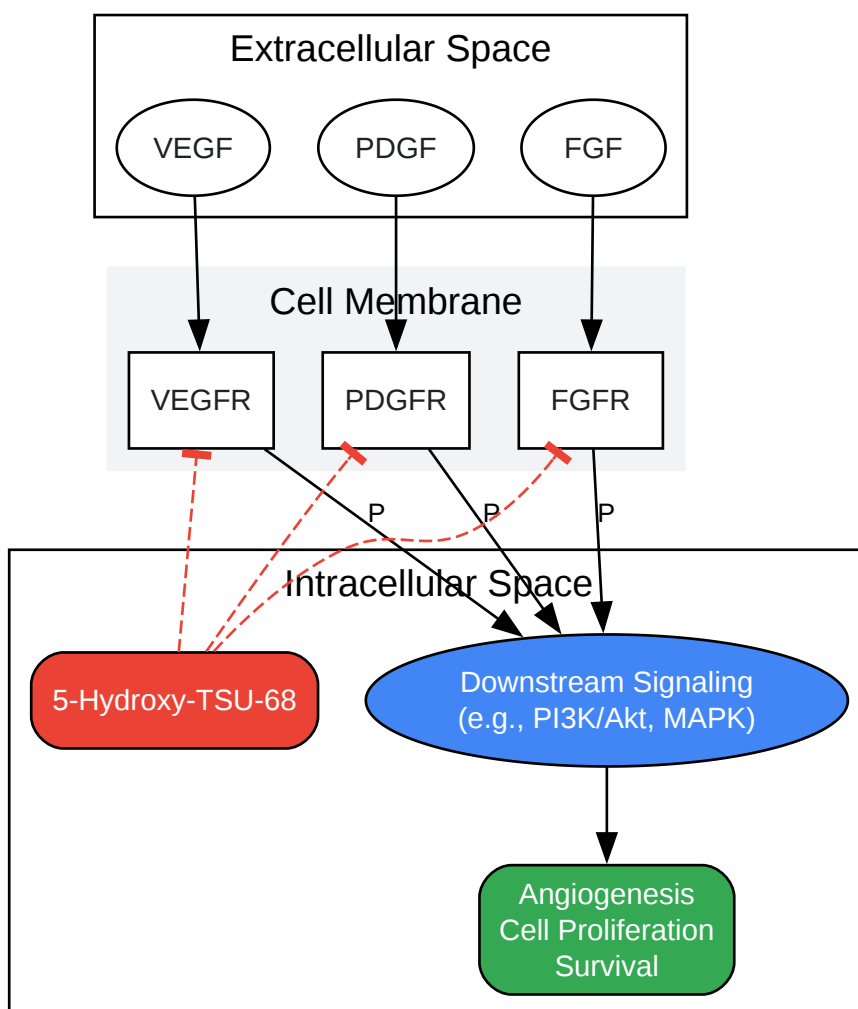 Extracellular Space
VEGF
PDGF
FGF
Cell Membrane
VEGFR
PDGFR
FGFR
P
P
P
Intracellular Space
5-Hydroxy-TSU-68
Downstream Signaling
(e.g., PI3K/Akt, MAPK)
Angiogenesis
Cell Proliferation
Survival